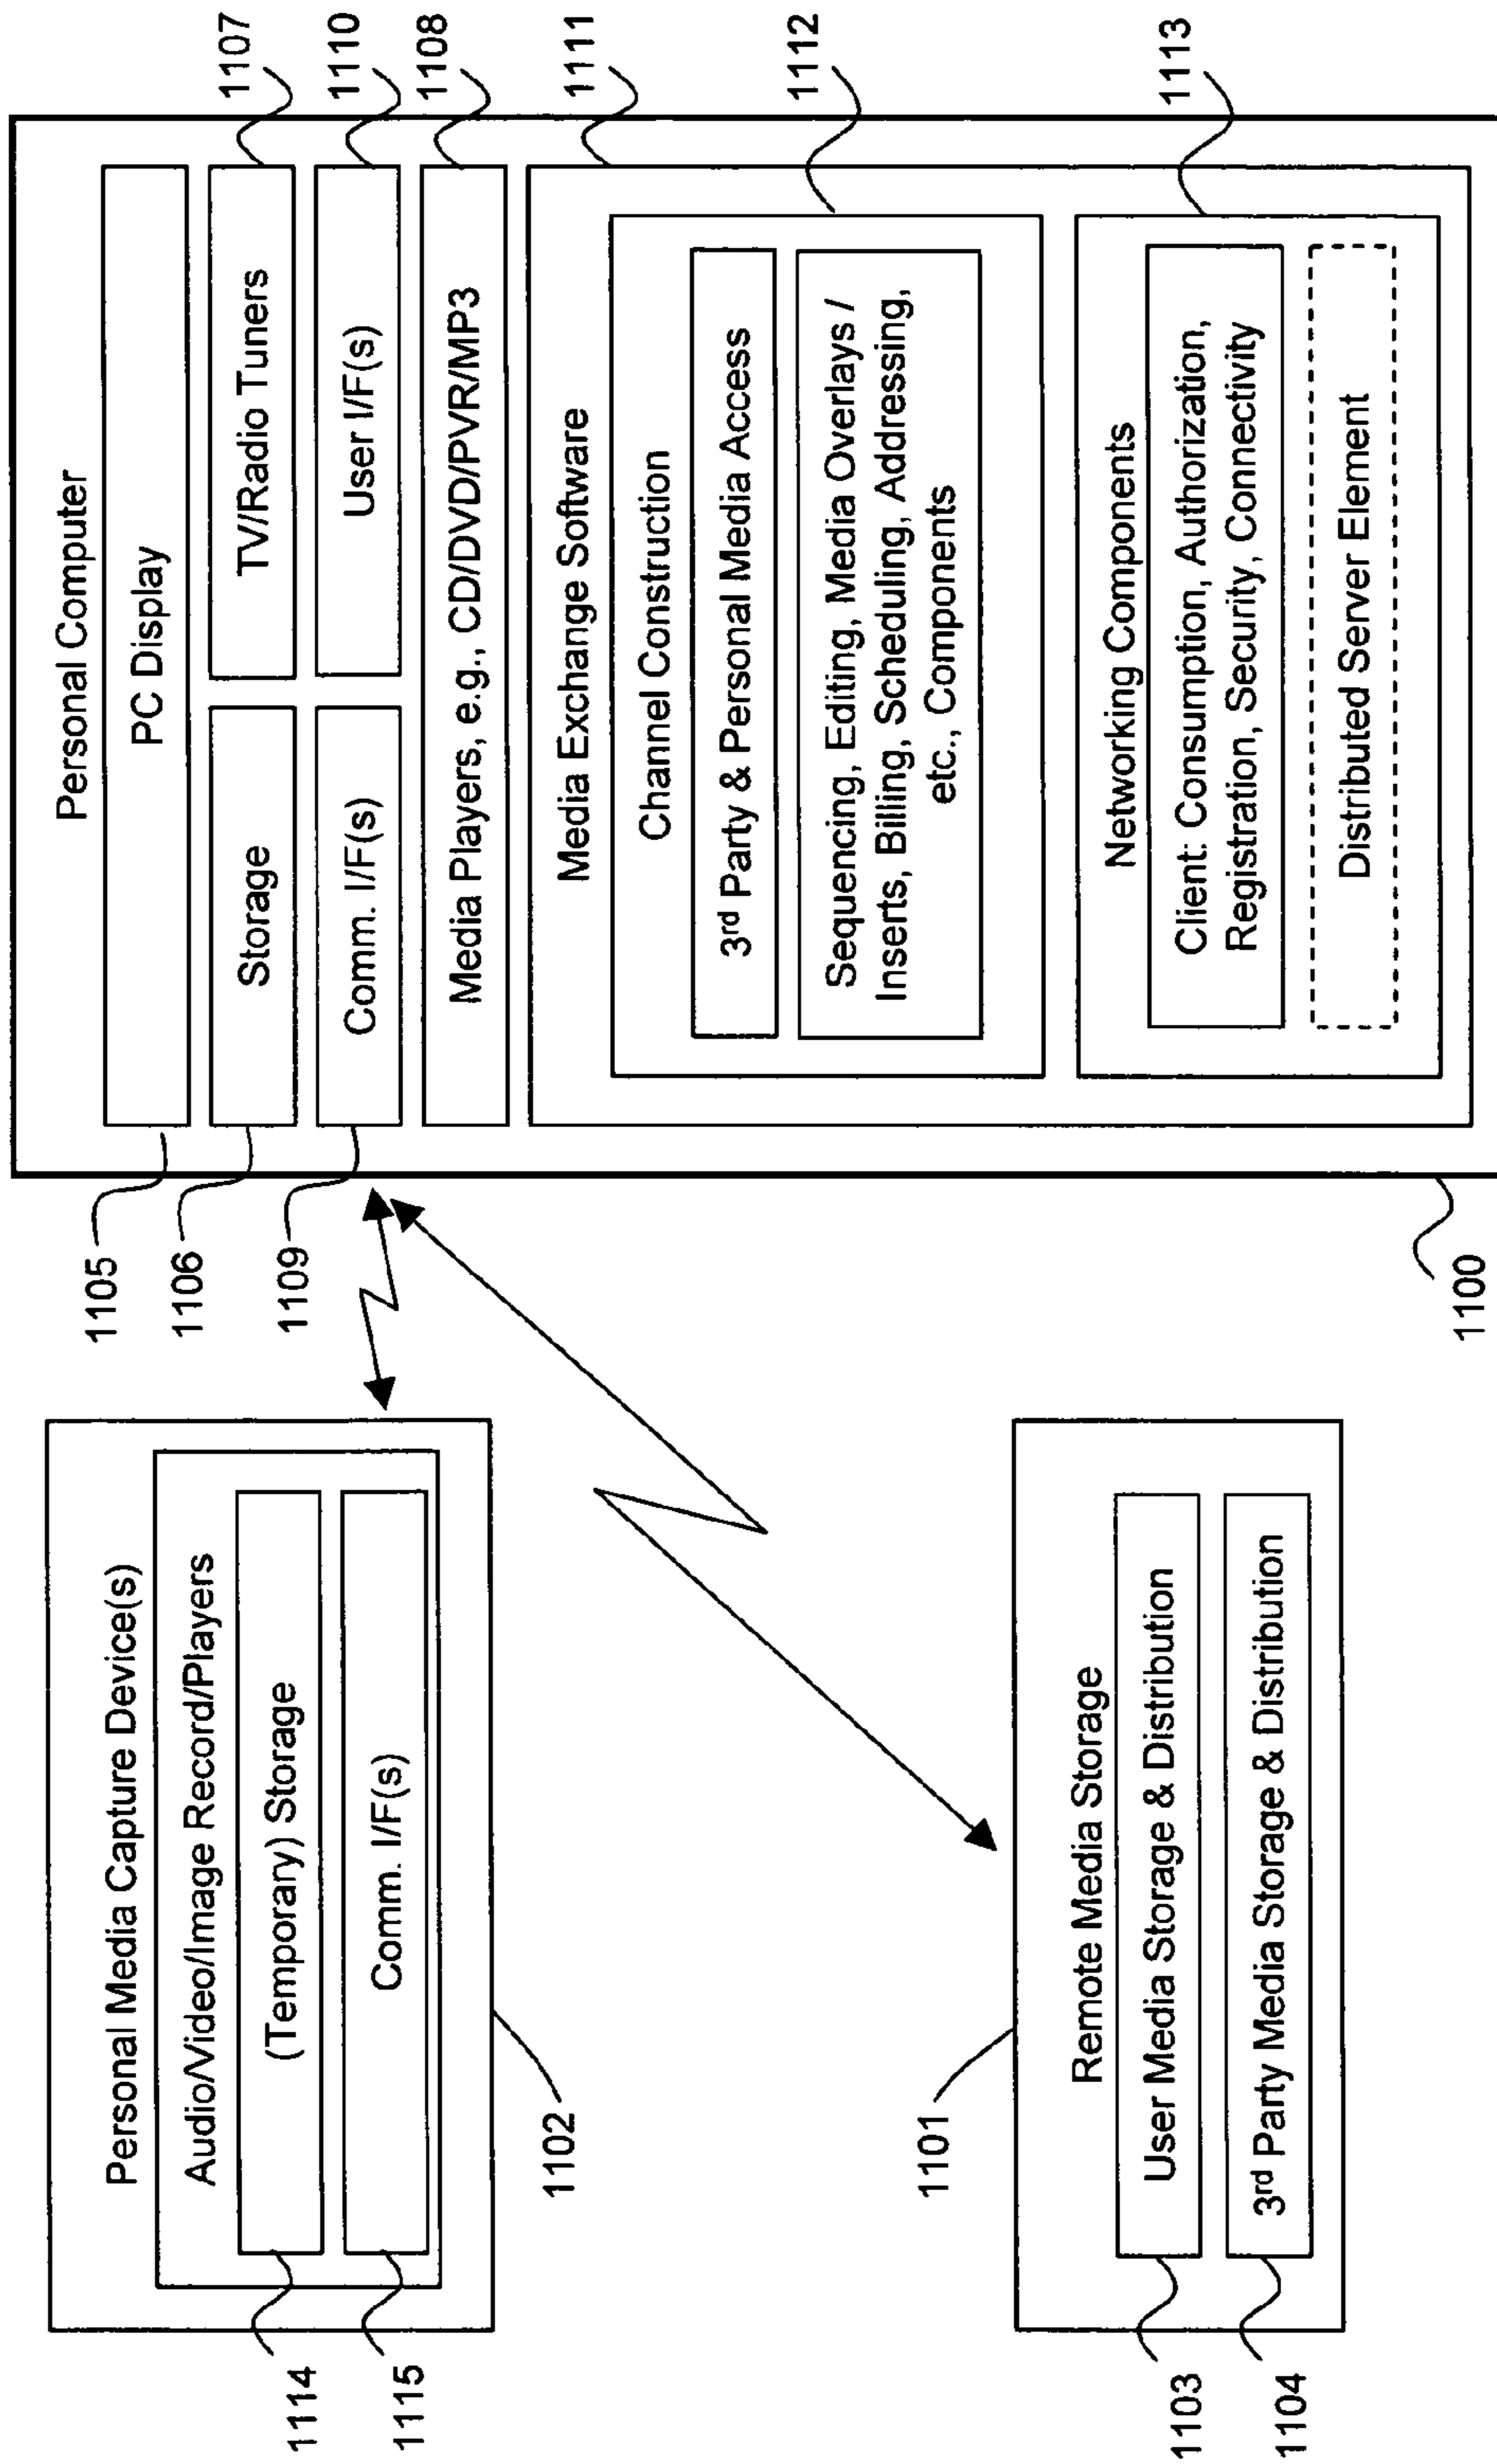 Personal Media Capture Device(s)
Audio/Video/Image Record/Players
(Temporary) Storage
Comm. I/F(s)
1114
1115
1102
Remote Media Storage
User Media Storage & Distribution
3rd Party Media Storage & Distribution
1101
1103
1104
Personal Computer
PC Display
Storage
TV/Radio Tuners
Comm. I/F(s)
User I/F(s)
Media Players, e.g., CD/DVD/PVR/MP3
Media Exchange Software
Channel Construction
3rd Party & Personal Media Access
Sequencing, Editing, Media Overlays /
Inserts, Billing, Scheduling, Addressing,
etc., Components
Networking Components
Client: Consumption, Authorization,
Registration, Security, Connectivity
Distributed Server Element
1105
1106
1109
1100
1107
1110
1108
1111
1112
1113